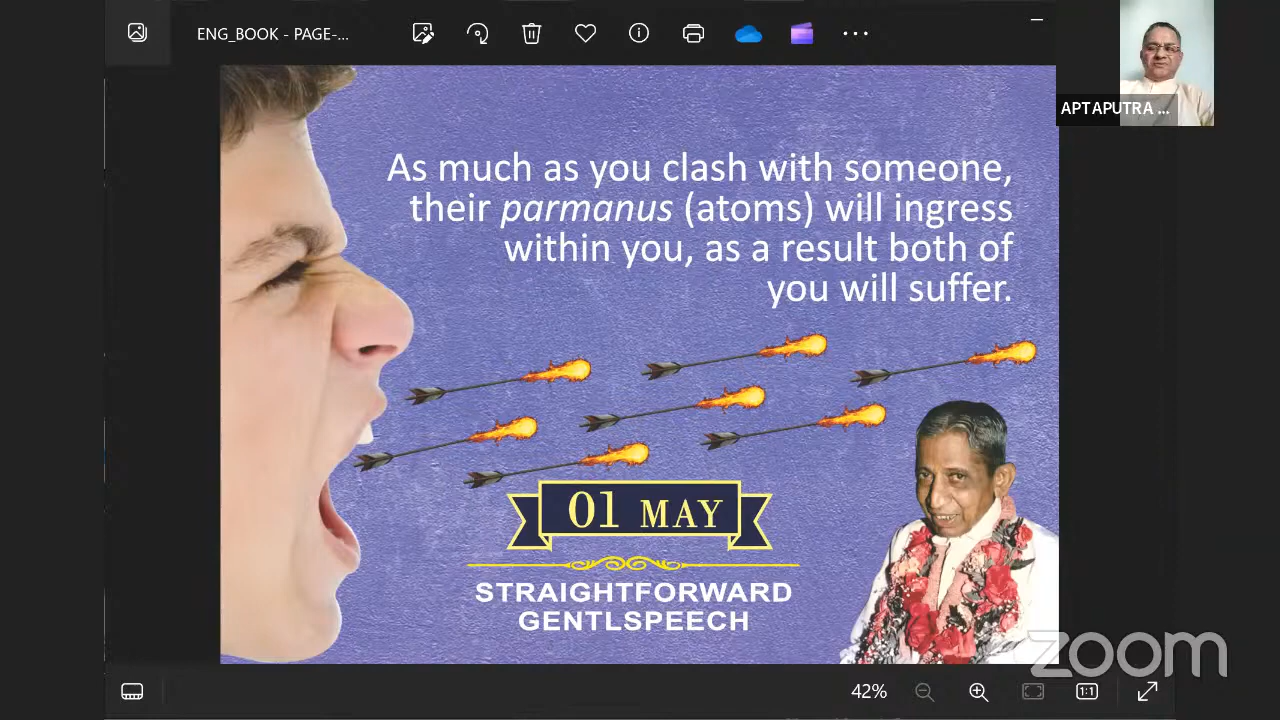 ENG_BOOK - PAGE-...
APTAPUTRA ...
As much as you clash with someone,
their parmanus (atoms) will ingress
within you, as a result both of
you will suffer.
01 MAY
STRAIGHTFORWARD
GENTLSPEECH
zoom
42%
1:1